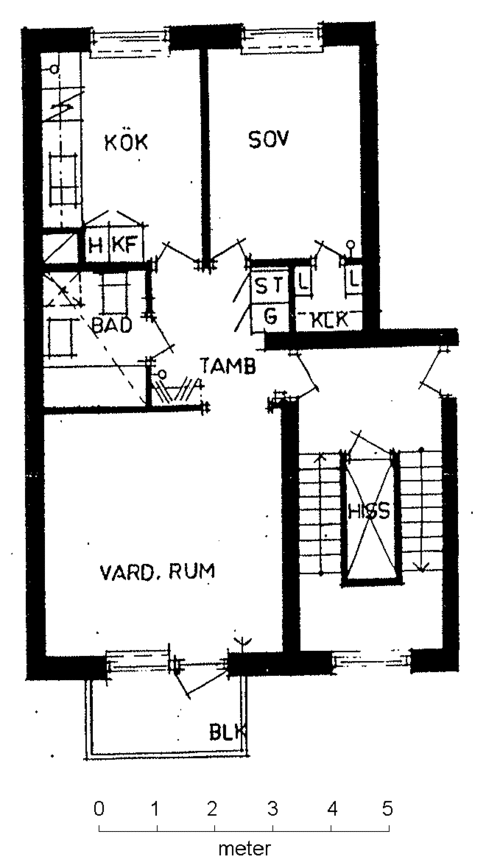 KÖK
SOV
H KF
ST
L L
G
KLK
BAD
TAMB
HISS
VARD. RUM
BLK
0 1 2 3 4 5
meter